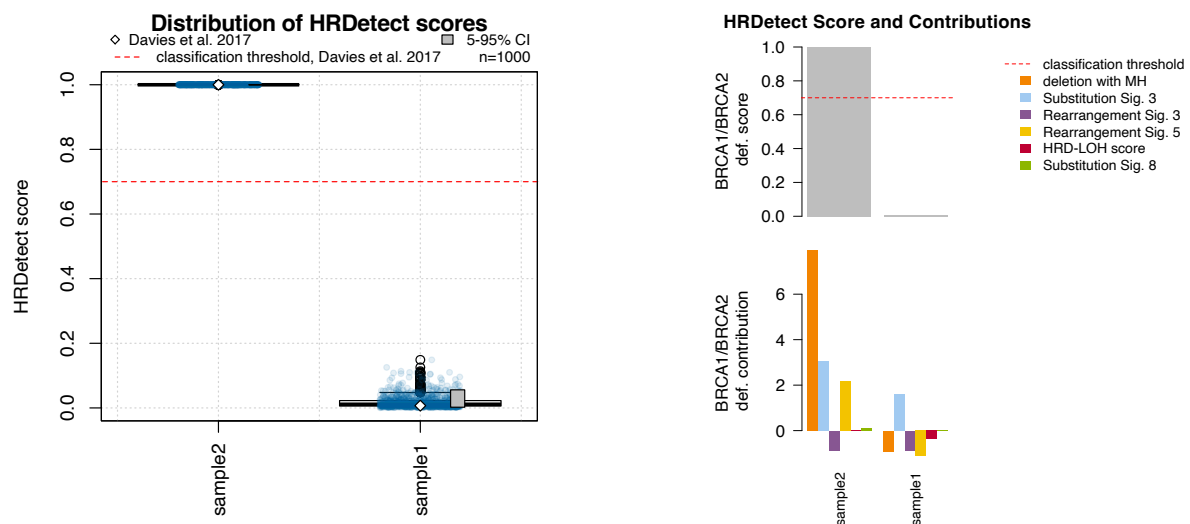 Distribution of HRDetect scores
Davies et al. 2017
5-95% CI
classification threshold, Davies et al. 2017
n=1000
HRDetect score
1.0
0.8
0.6
0.4
0.2
0.0
sample2
sample1
HRDetect Score and Contributions
BRCA1/BRCA2
def. score
1.0
0.8
0.6
0.4
0.2
0.0
classification threshold
deletion with MH
Substitution Sig. 3
Rearrangement Sig. 3
Rearrangement Sig. 5
HRD-LOH score
Substitution Sig. 8
BRCA1/BRCA2
def. contribution
6
4
2
0
sample2
sample1